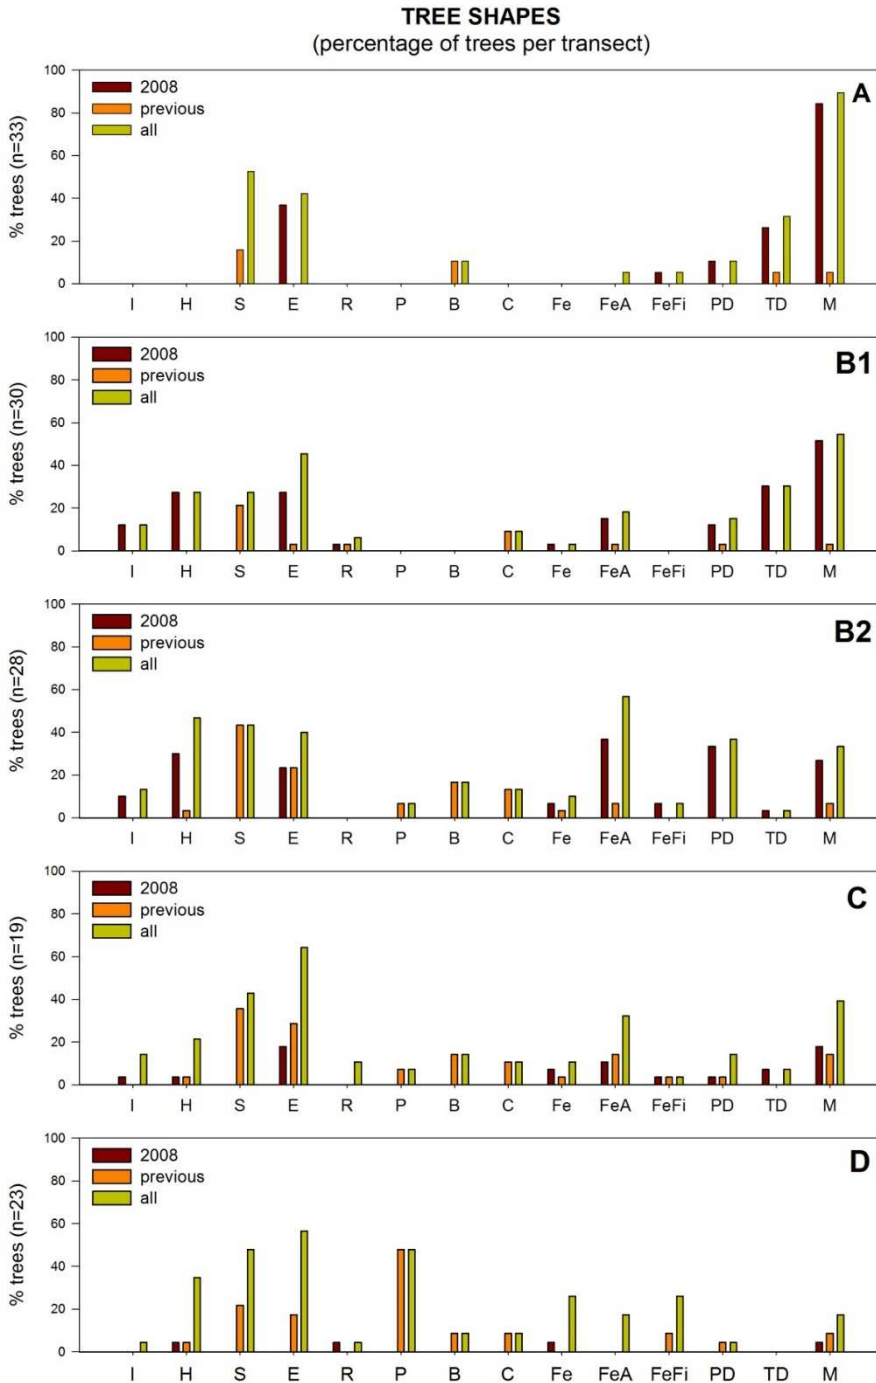 TREE SHAPES
(percentage of trees per transect)
% trees (n=33)
100
80
60
40
20
0
2008
previous
all
A
I H S E R P B C Fe FeA FeFi PD TD M
% trees (n=30)
100
80
60
40
20
0
2008
previous
all
B1
I H S E R P B C Fe FeA FeFi PD TD M
% trees (n=28)
100
80
60
40
20
0
2008
previous
all
B2
I H S E R P B C Fe FeA FeFi PD TD M
% trees (n=19)
100
80
60
40
20
0
2008
previous
all
C
I H S E R P B C Fe FeA FeFi PD TD M
% trees (n=23)
100
80
60
40
20
0
2008
previous
all
D
I H S E R P B C Fe FeA FeFi PD TD M